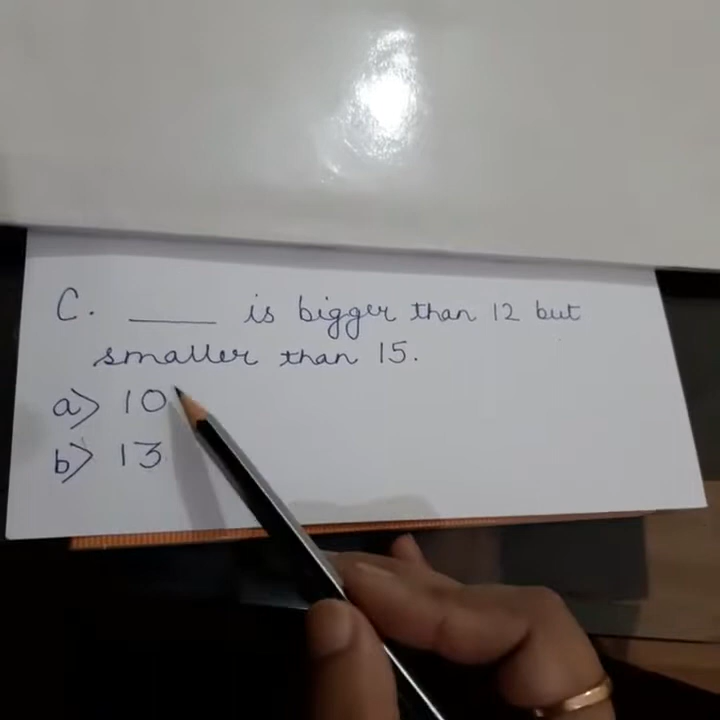 C. ____ is bigger than 12 but
smaller than 15.
a> 10
b> 13